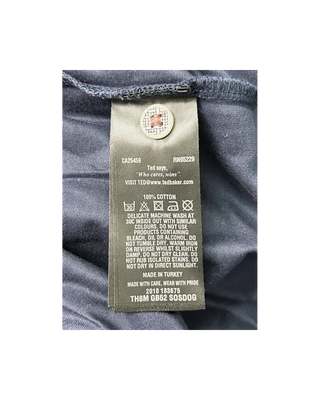 CA25456 RN95229
Ted says,
"Who cares, wins".
VISIT TED@www.tedbaker.com
100% COTTON
DELICATE MACHINE WASH AT
30C INSIDE OUT WITH SIMILAR
COLOURS. DO NOT USE
PRODUCTS CONTAINING
BLEACH, OB, OR ALCOHOL. DO
NOT TUMBLE DRY. WARM IRON
ON REVERSE WHILST SLIGHTLY
DAMP. DO NOT DRY CLEAN. DO
NOT RUB ISOLATED STAINS. DO
NOT DRY IN DIRECT SUNLIGHT.
MADE IN TURKEY
MADE WITH CARE, WEAR WITH PRIDE
2018 183675
TH8M GB52 SOSDOG